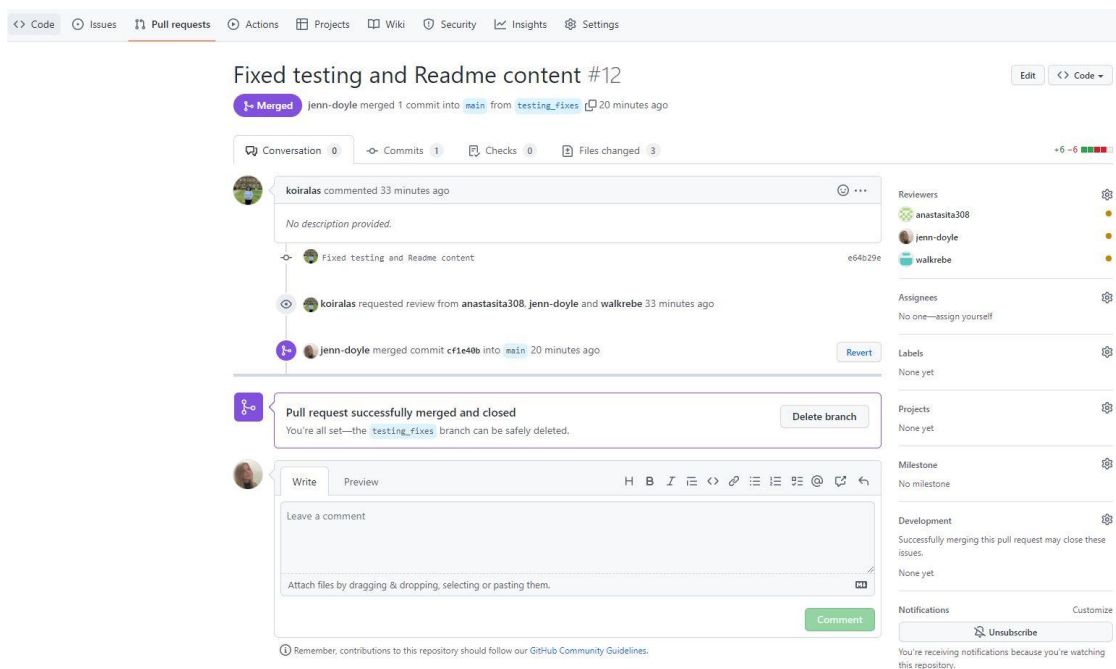 <> Code Issues Pull requests Actions Projects Wiki Security Insights Settings
Fixed testing and Readme content #12
Edit <> Code
Merged jenn-doyle merged 1 commit into main from testing_fixes 20 minutes ago
Conversation 0 Commits 1 Checks 0 Files changed 3
+6 −6
koiralas commented 33 minutes ago
No description provided.
Fixed testing and Readme content e64b29e
koiralas requested review from anastasita308, jenn-doyle and walkrebe 33 minutes ago
jenn-doyle merged commit cf1e40b into main 20 minutes ago Revert
Pull request successfully merged and closed
You're all set—the testing_fixes branch can be safely deleted.
Delete branch
Write Preview H B I @
Leave a comment
Attach files by dragging & dropping, selecting or pasting them.
Comment
Remember, contributions to this repository should follow our GitHub Community Guidelines.
Reviewers
anastasita308
jenn-doyle
walkrebe
Assignees
No one—assign yourself
Labels
None yet
Projects
None yet
Milestone
No milestone
Development
Successfully merging this pull request may close these
issues.
None yet
Notifications Customize
Unsubscribe
You're receiving notifications because you're watching
this repository.